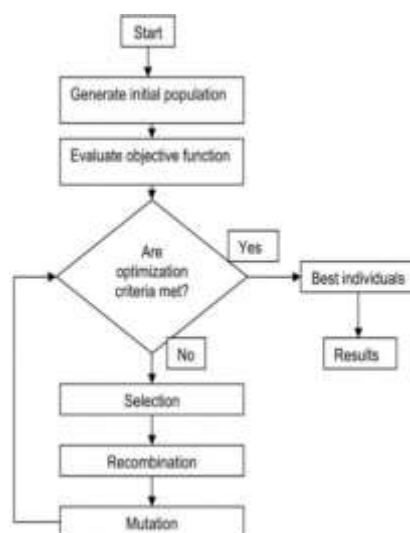 Start
Generate initial population
Evaluate objective function
Are
optimization
criteria met?
Yes
Best individuals
Results
No
Selection
Recombination
Mutation